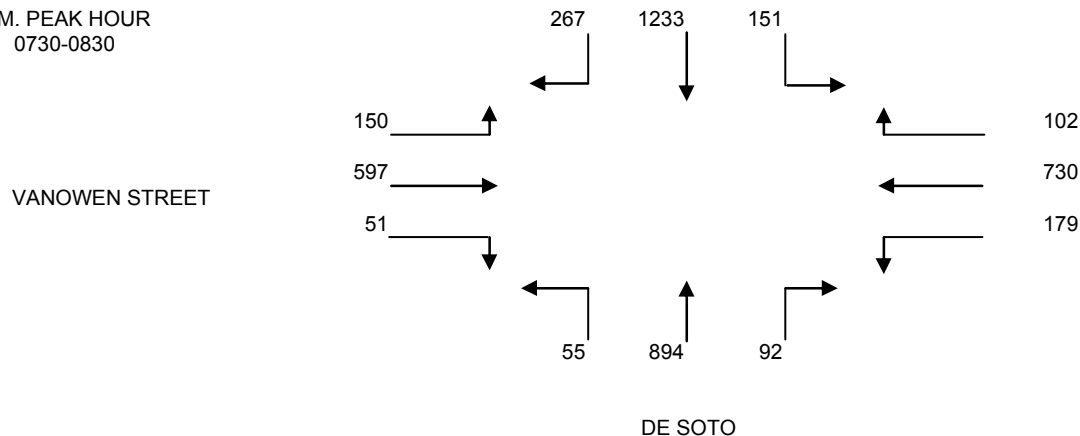 M. PEAK HOUR
0730-0830
267 1233 151
150 102
597 730
VANOWEN STREET
51 179
55 894 92
DE SOTO